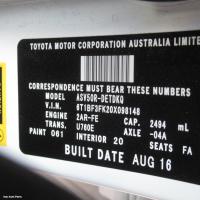 TOYOTA MOTOR CORPORATION AUSTRALIA LIMITE
CORRESPONDENCE MUST BEAR THESE NUMBERS
MODEL ASV50R-DETDKQ
V.I.N 6T1BF3FK20X098148
ENGINE 2AR-FE CAP. 2494 mL
TRANS. U760E AXLE -04A
PAINT 061 INTERIOR 20 SEATS FA
BUILT DATE AUG 16